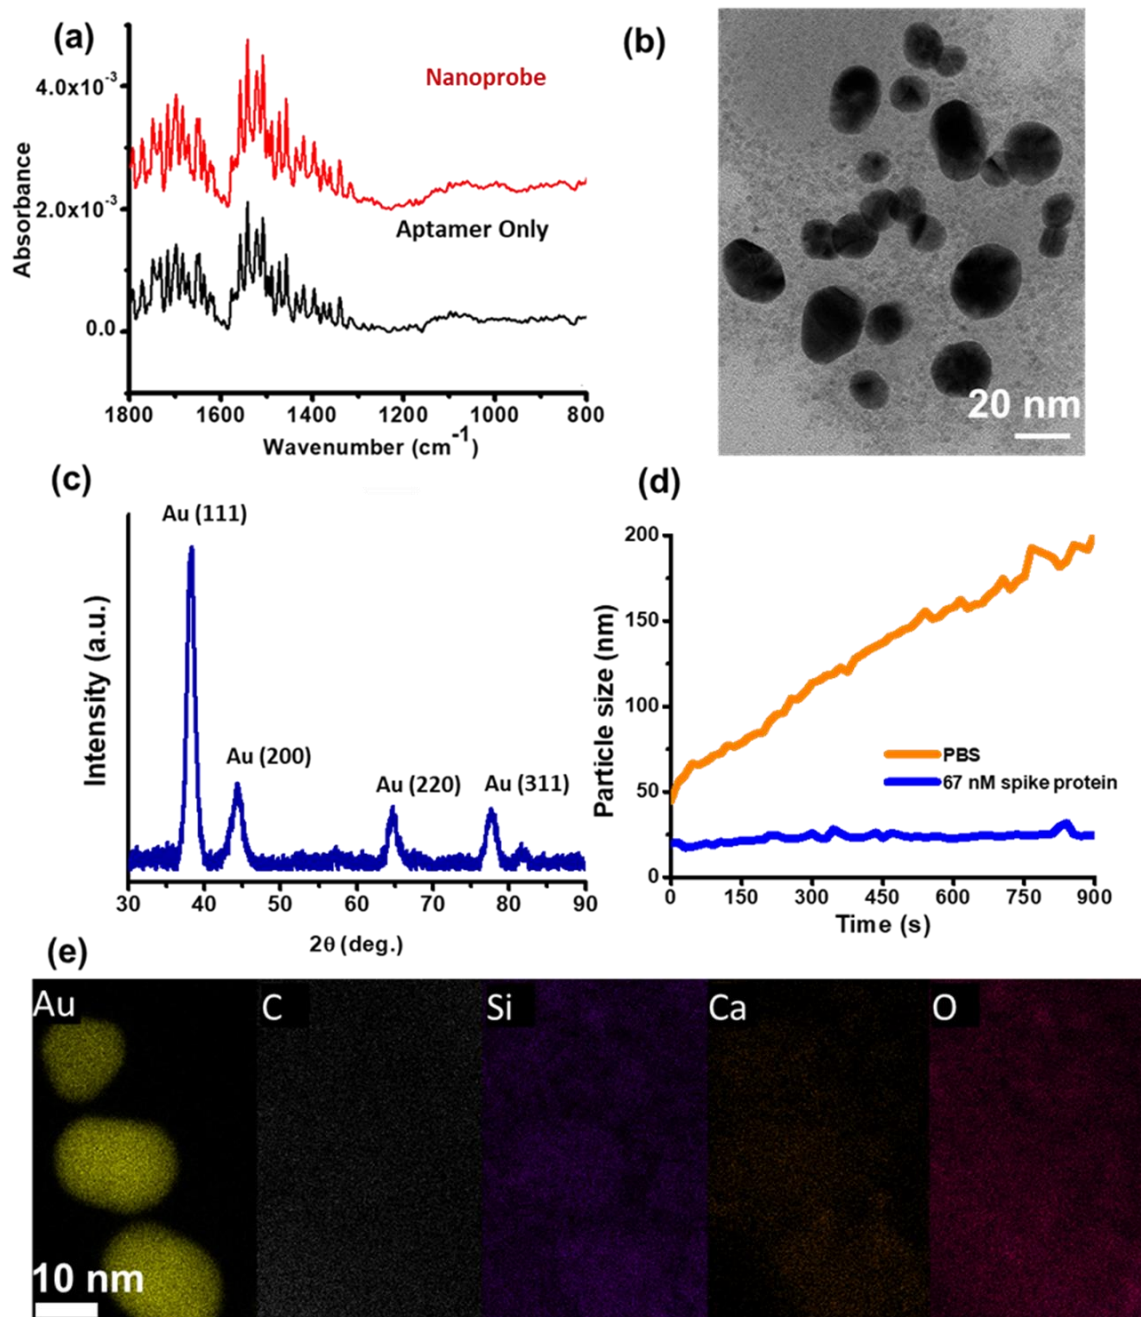 (a)
4.0x10-3
2.0x10-3
0.0
Absorbance
Nanoprobe
Aptamer Only
1800 1600 1400 1200 1000 800
Wavenumber (cm-1)
(b)
20 nm
(c)
Au (111)
Au (200)
Au (220)
Au (311)
Intensity (a.u.)
30 40 50 60 70 80 90
2θ (deg.)
(d)
200
150
100
50
0
Particle size (nm)
PBS
67 nM spike protein
0 150 300 450 600 750 900
Time (s)
(e)
Au C Si Ca O
10 nm